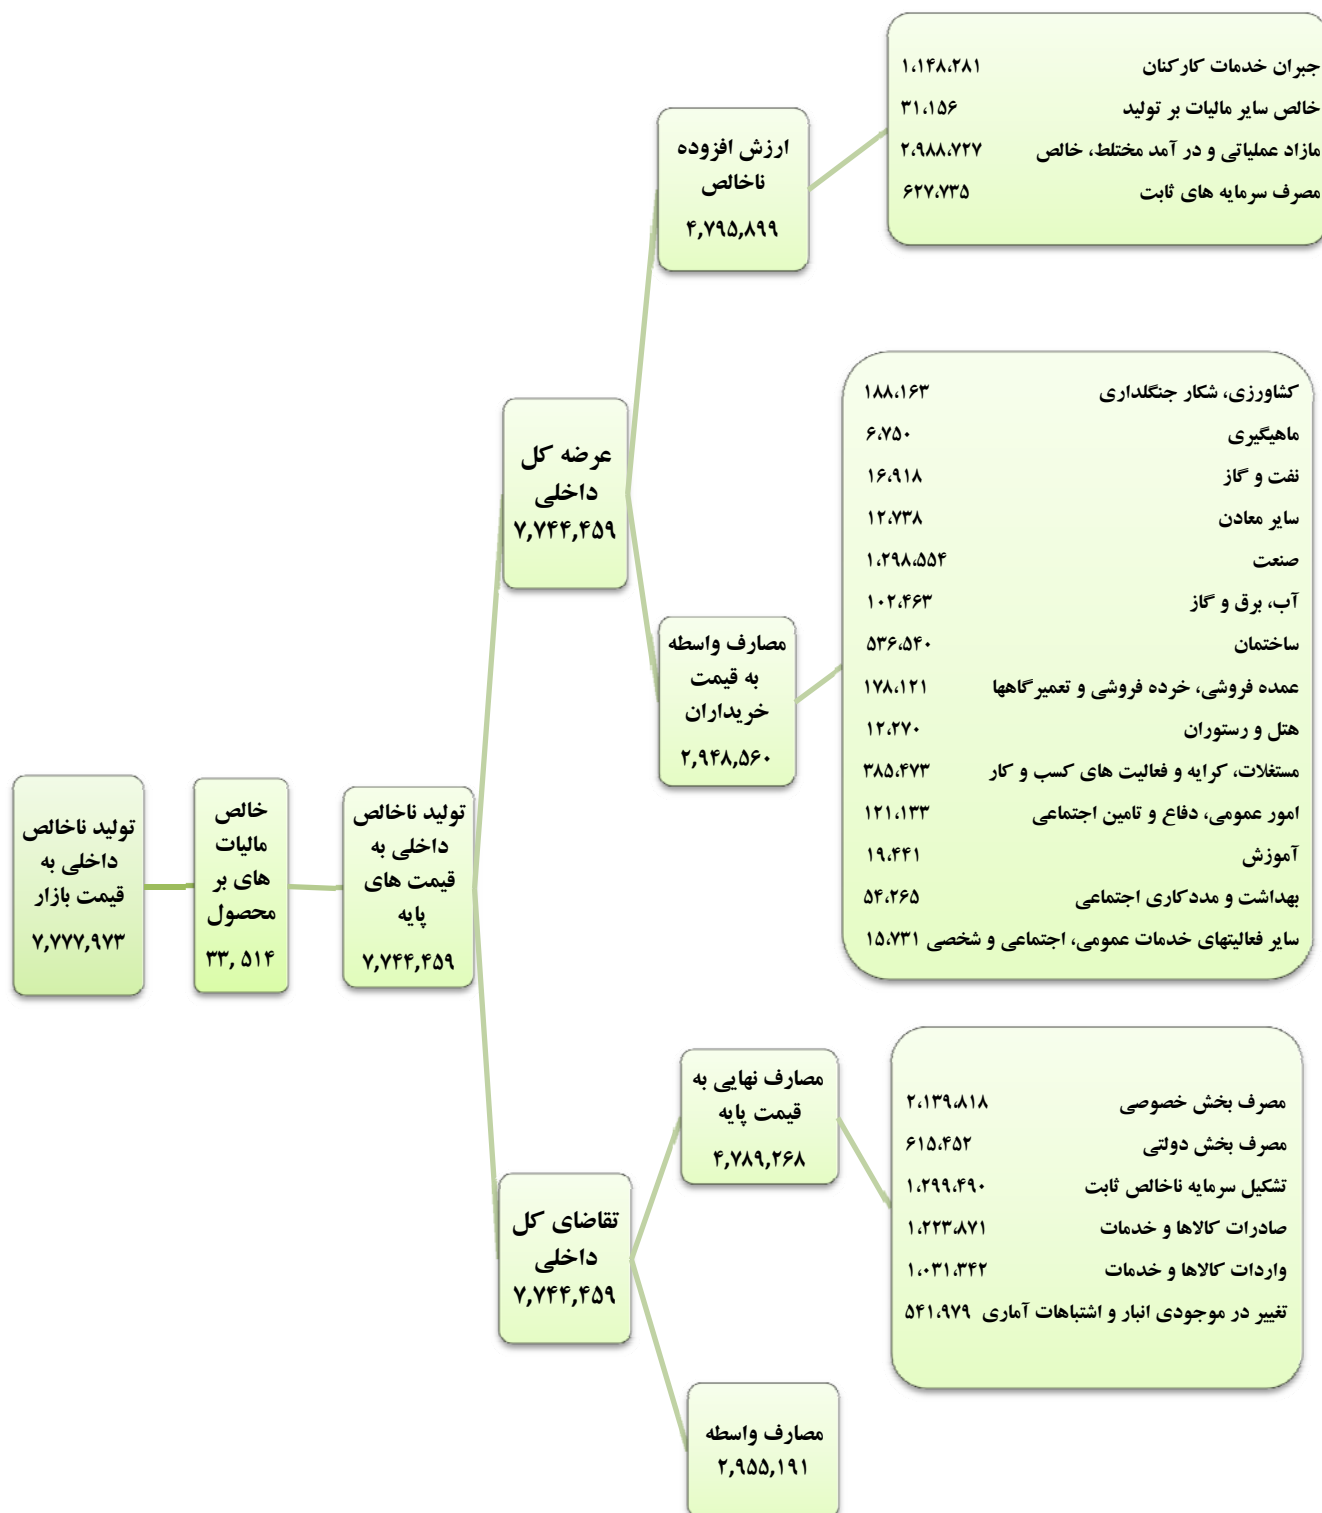 جبران خدمات کارکنان ۱،۱۴۸،۲۸۱
خالص سایر مالیات بر تولید ۳۱،۱۵۶
مازاد عملیاتی و در آمد مختلط، خالص ۲،۹۸۸،۷۲۷
مصرف سرمایه های ثابت ۶۲۷،۷۳۵
ارزش افزوده
ناخالص
۴,۷۹۵,۸۹۹
کشاورزی، شکار جنگلداری ۱۸۸،۱۶۳
ماهیگیری ۶،۷۵۰
نفت و گاز ۱۶،۹۱۸
سایر معادن ۱۲،۷۳۸
صنعت ۱،۲۹۸،۵۵۴
آب، برق و گاز ۱۰۲،۴۶۳
ساختمان ۵۳۶،۵۴۰
عمده فروشی، خرده فروشی و تعمیرگاهها ۱۷۸،۱۲۱
هتل و رستوران ۱۲،۲۷۰
مستغلات، کرایه و فعالیت های کسب و کار ۳۸۵،۴۷۳
امور عمومی، دفاع و تامین اجتماعی ۱۲۱،۱۳۳
آموزش ۱۹،۴۴۱
بهداشت و مددکاری اجتماعی ۵۴،۲۶۵
سایر فعالیتهای خدمات عمومی، اجتماعی و شخصی ۱۵،۷۳۱
عرضه کل
داخلی
۷,۷۴۴,۴۵۹
مصارف واسطه
به قیمت
خریداران
۲,۹۴۸,۵۶۰
تولید ناخالص
داخلی به
قیمت های
پایه
۷,۷۴۴,۴۵۹
خالص
مالیات
های بر
محصول
۳۳, ۵۱۴
تولید ناخالص
داخلی به
قیمت بازار
۷,۷۷۷,۹۷۳
مصارف نهایی به
قیمت پایه
۴,۷۸۹,۲۶۸
مصرف بخش خصوصی ۲،۱۳۹،۸۱۸
مصرف بخش دولتی ۶۱۵،۴۵۲
تشکیل سرمایه ناخالص ثابت ۱،۲۹۹،۴۹۰
صادرات کالاها و خدمات ۱،۲۲۳،۸۷۱
واردات کالاها و خدمات ۱،۰۳۱،۳۴۲
تغییر در موجودی انبار و اشتباهات آماری ۵۴۱،۹۷۹
تقاضای کل
داخلی
۷,۷۴۴,۴۵۹
مصارف واسطه
۲,۹۵۵,۱۹۱